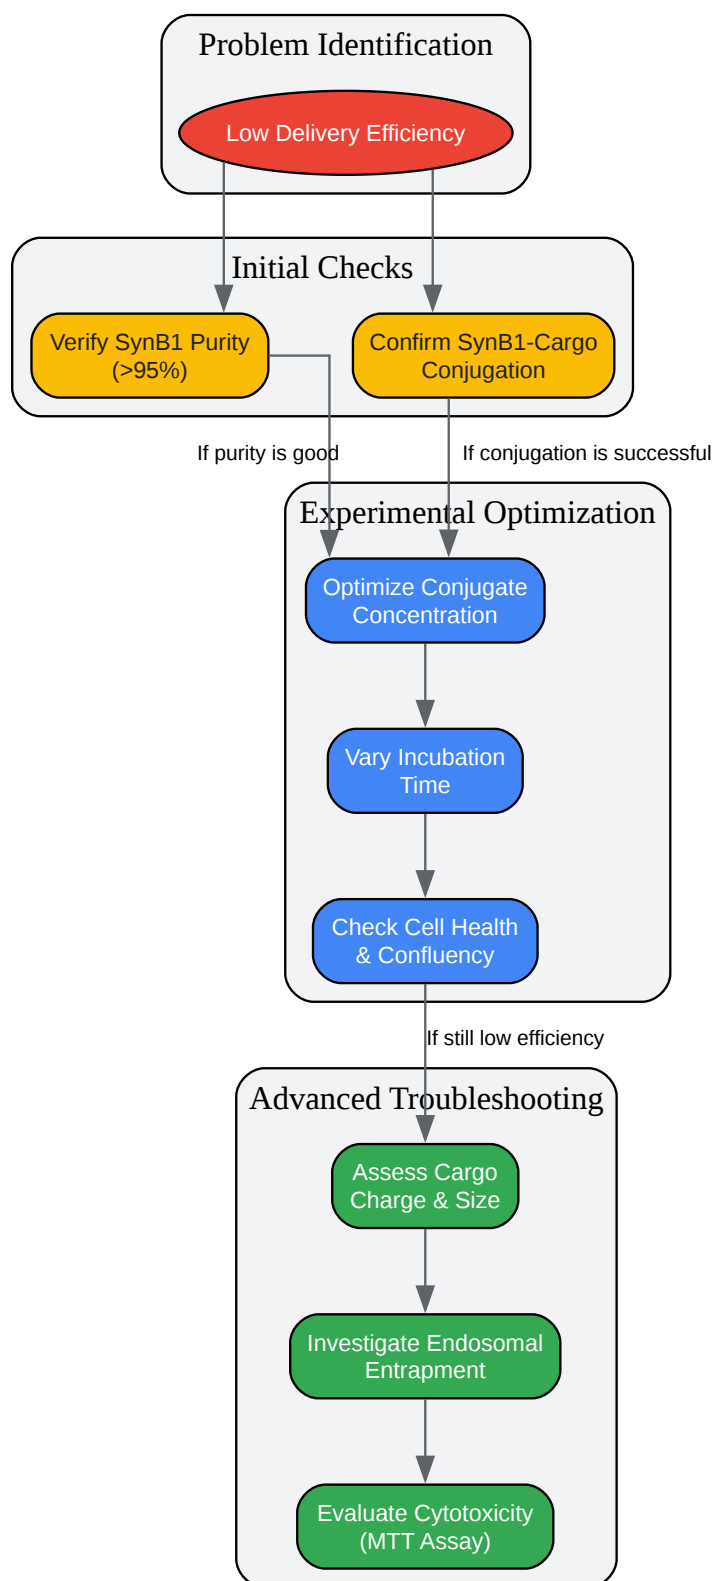 Problem Identification
Low Delivery Efficiency
Initial Checks
Verify SynB1 Purity
(>95%)
Confirm SynB1-Cargo
Conjugation
If purity is good
If conjugation is successful
Experimental Optimization
Optimize Conjugate
Concentration
Vary Incubation
Time
Check Cell Health
& Confluency
If still low efficiency
Advanced Troubleshooting
Assess Cargo
Charge & Size
Investigate Endosomal
Entrapment
Evaluate Cytotoxicity
(MTT Assay)